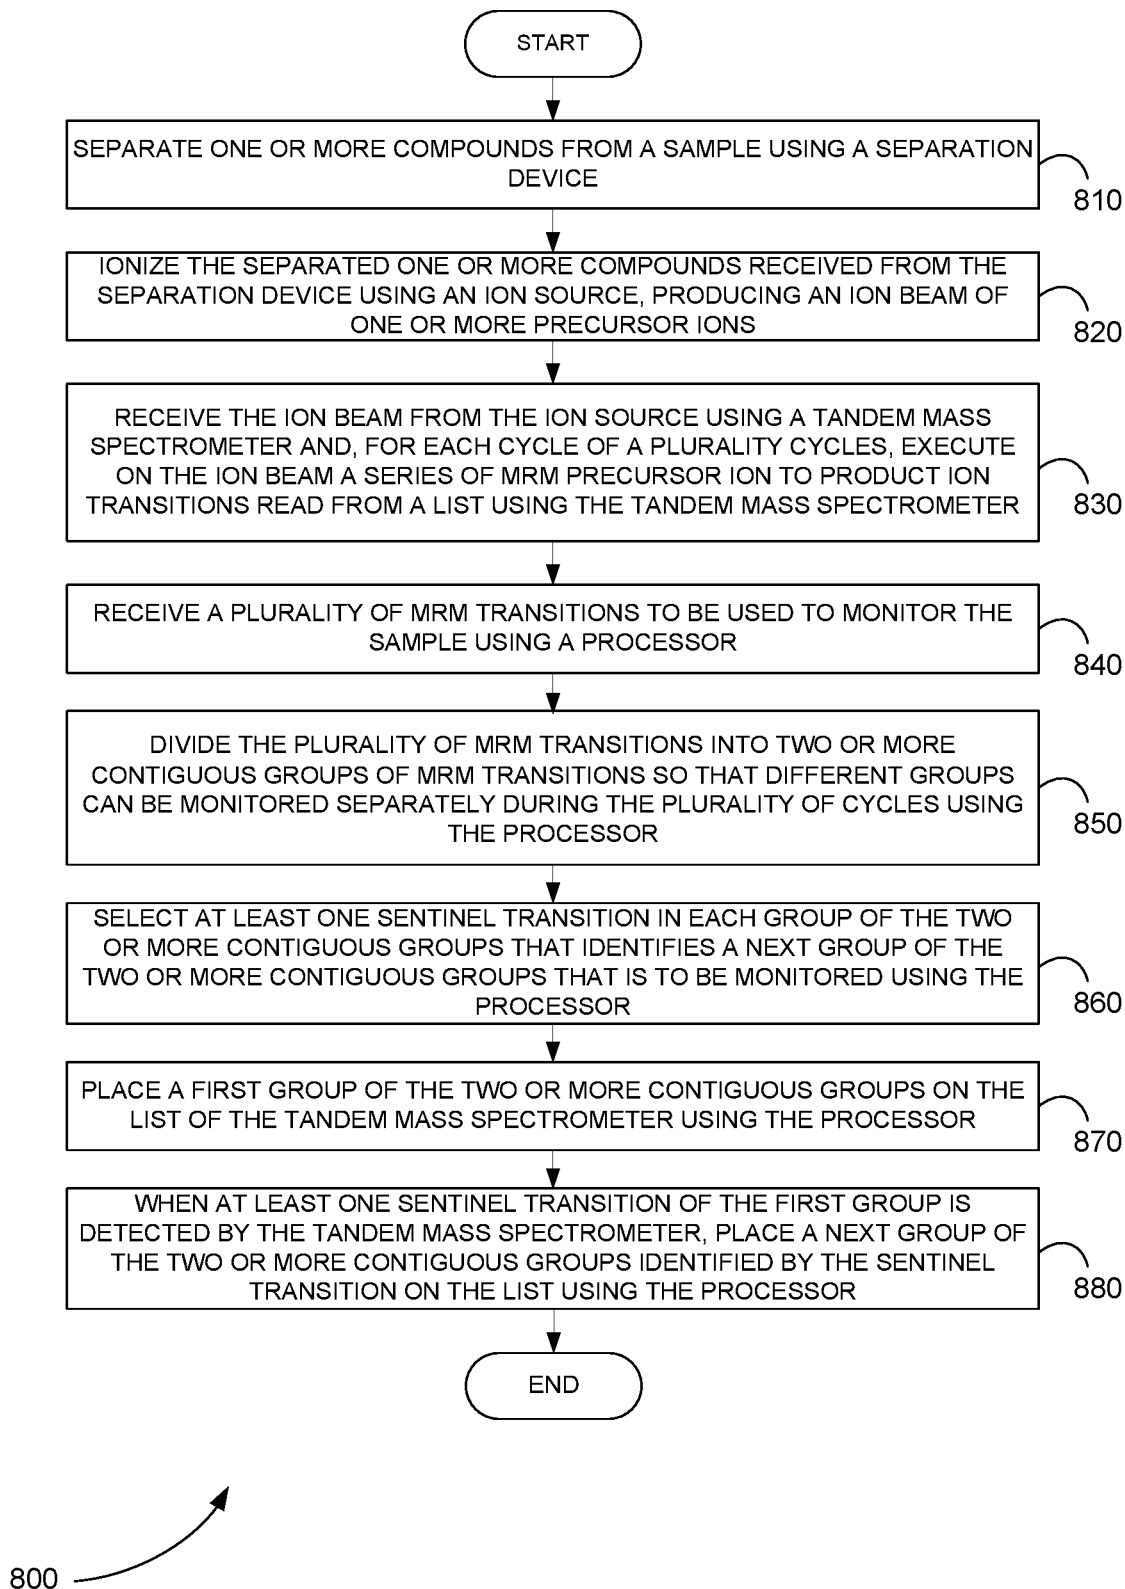 START
SEPARATE ONE OR MORE COMPOUNDS FROM A SAMPLE USING A SEPARATION
DEVICE
810
IONIZE THE SEPARATED ONE OR MORE COMPOUNDS RECEIVED FROM THE
SEPARATION DEVICE USING AN ION SOURCE, PRODUCING AN ION BEAM OF
ONE OR MORE PRECURSOR IONS
820
RECEIVE THE ION BEAM FROM THE ION SOURCE USING A TANDEM MASS
SPECTROMETER AND, FOR EACH CYCLE OF A PLURALITY CYCLES, EXECUTE
ON THE ION BEAM A SERIES OF MRM PRECURSOR ION TO PRODUCT ION
TRANSITIONS READ FROM A LIST USING THE TANDEM MASS SPECTROMETER
830
RECEIVE A PLURALITY OF MRM TRANSITIONS TO BE USED TO MONITOR THE
SAMPLE USING A PROCESSOR
840
DIVIDE THE PLURALITY OF MRM TRANSITIONS INTO TWO OR MORE
CONTIGUOUS GROUPS OF MRM TRANSITIONS SO THAT DIFFERENT GROUPS
CAN BE MONITORED SEPARATELY DURING THE PLURALITY OF CYCLES USING
THE PROCESSOR
850
SELECT AT LEAST ONE SENTINEL TRANSITION IN EACH GROUP OF THE TWO
OR MORE CONTIGUOUS GROUPS THAT IDENTIFIES A NEXT GROUP OF THE
TWO OR MORE CONTIGUOUS GROUPS THAT IS TO BE MONITORED USING THE
PROCESSOR
860
PLACE A FIRST GROUP OF THE TWO OR MORE CONTIGUOUS GROUPS ON THE
LIST OF THE TANDEM MASS SPECTROMETER USING THE PROCESSOR
870
WHEN AT LEAST ONE SENTINEL TRANSITION OF THE FIRST GROUP IS
DETECTED BY THE TANDEM MASS SPECTROMETER, PLACE A NEXT GROUP OF
THE TWO OR MORE CONTIGUOUS GROUPS IDENTIFIED BY THE SENTINEL
TRANSITION ON THE LIST USING THE PROCESSOR
880
END
800